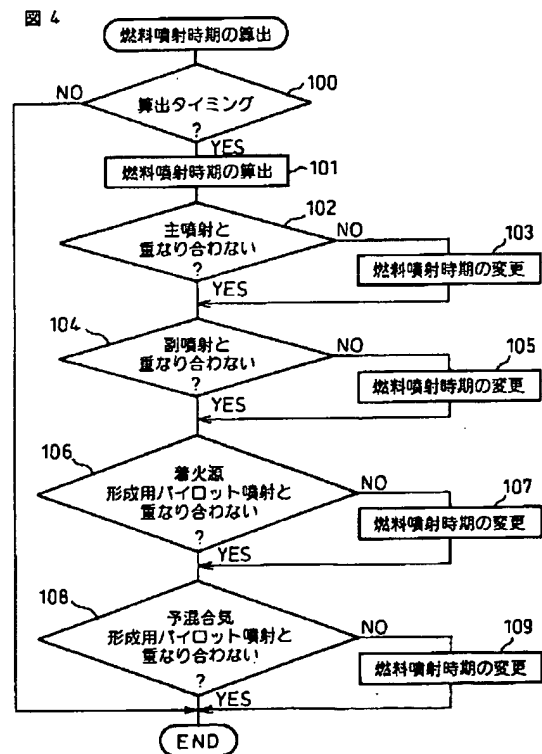 図 4
燃料噴射時期の算出
100
NO
算出タイミング
?
YES
燃料噴射時期の算出
101
102
主噴射と
重なり合わない
?
NO
103
燃料噴射時期の変更
YES
104
副噴射と
重なり合わない
?
NO
105
燃料噴射時期の変更
YES
106
着火源
形成用パイロット噴射と
重なり合わない
?
NO
107
燃料噴射時期の変更
YES
108
予混合気
形成用パイロット噴射と
重なり合わない
?
NO
109
燃料噴射時期の変更
YES
END